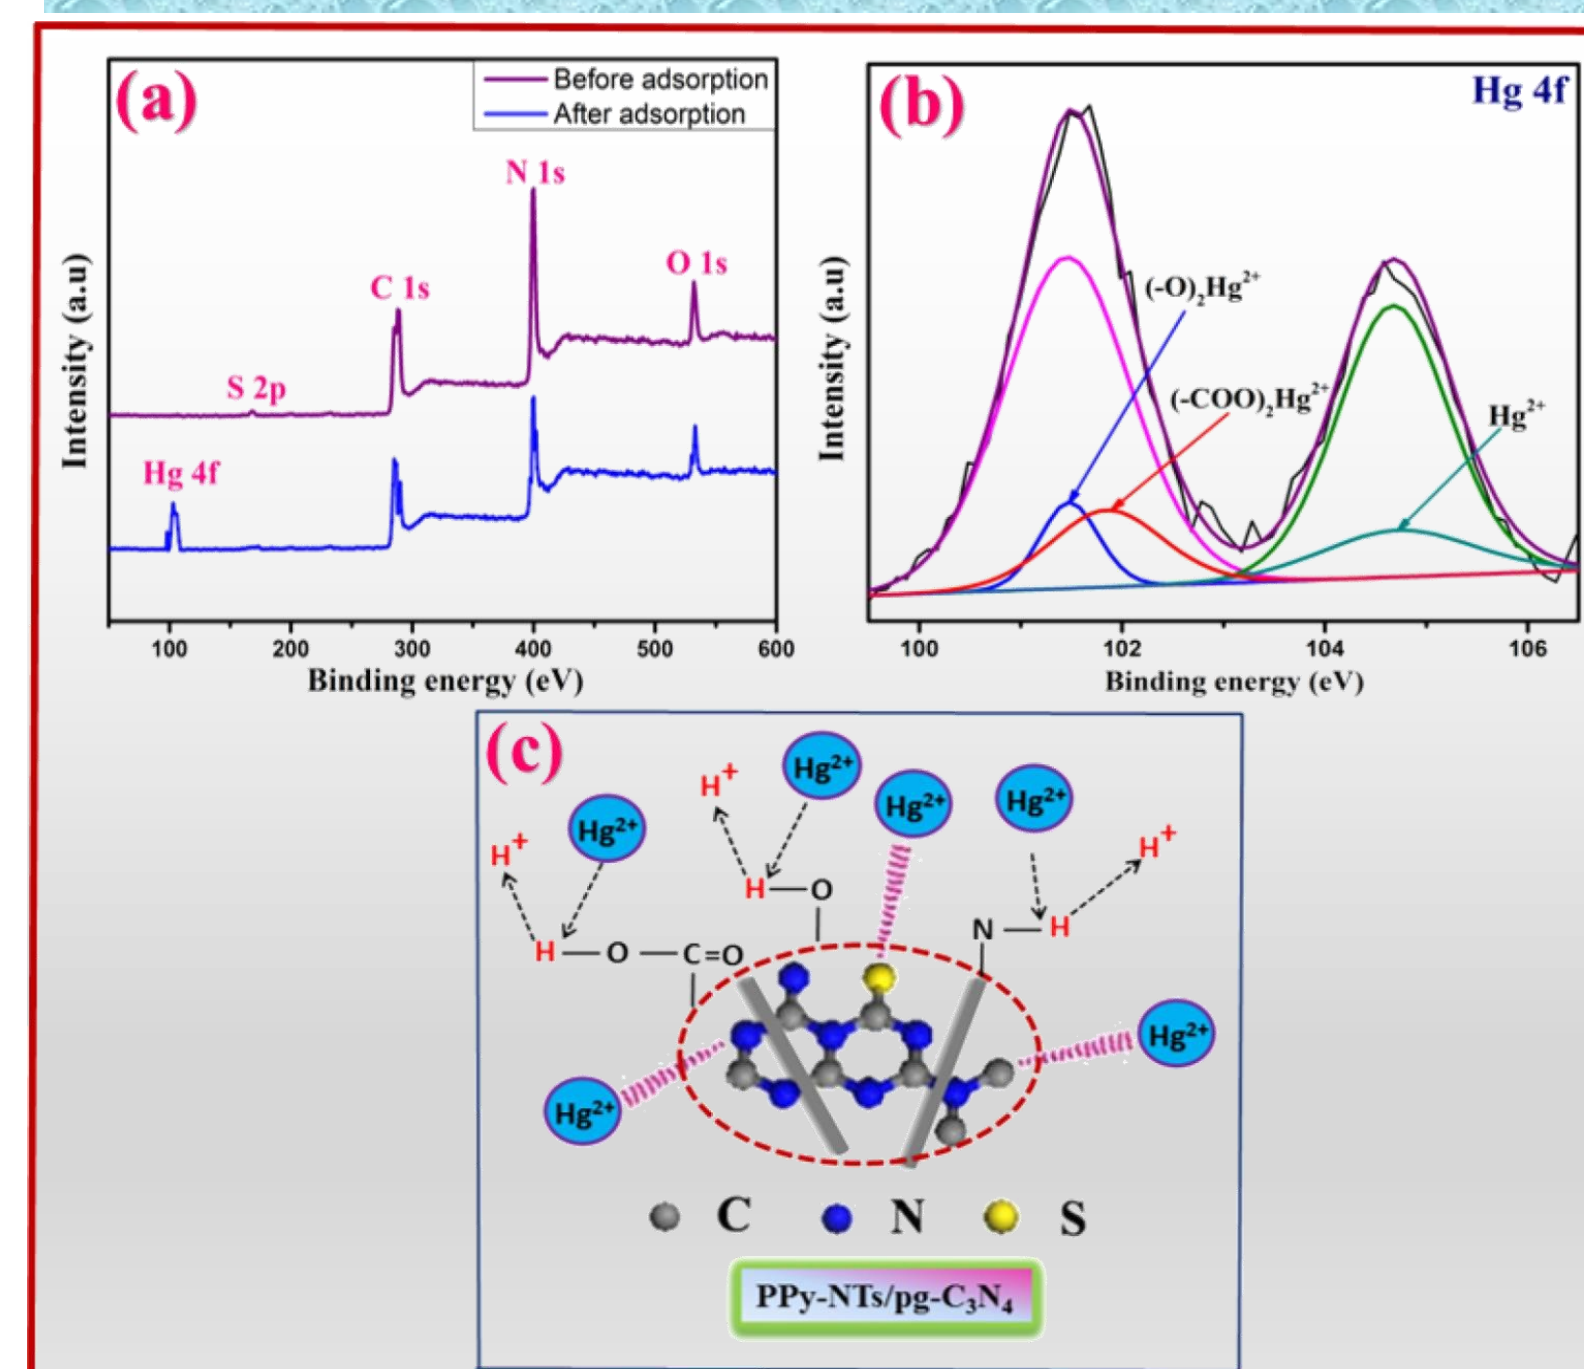 (a)
Before adsorption
After adsorption
N 1s
C 1s
O 1s
S 2p
Hg 4f
Intensity (a.u)
100 200 300 400 500 600
Binding energy (eV)
(b)
Hg 4f
(-O)₂Hg²⁺
(-COO)₂Hg²⁺
Hg²⁺
Intensity (a.u)
100 102 104 106
Binding energy (eV)
(c)
Hg²⁺
H⁺
Hg²⁺
Hg²⁺
H⁺
Hg²⁺
H⁺
H—O
N—H
H—O—C=O
Hg²⁺
Hg²⁺
C N S
PPy-NTs/pg-C₃N₄